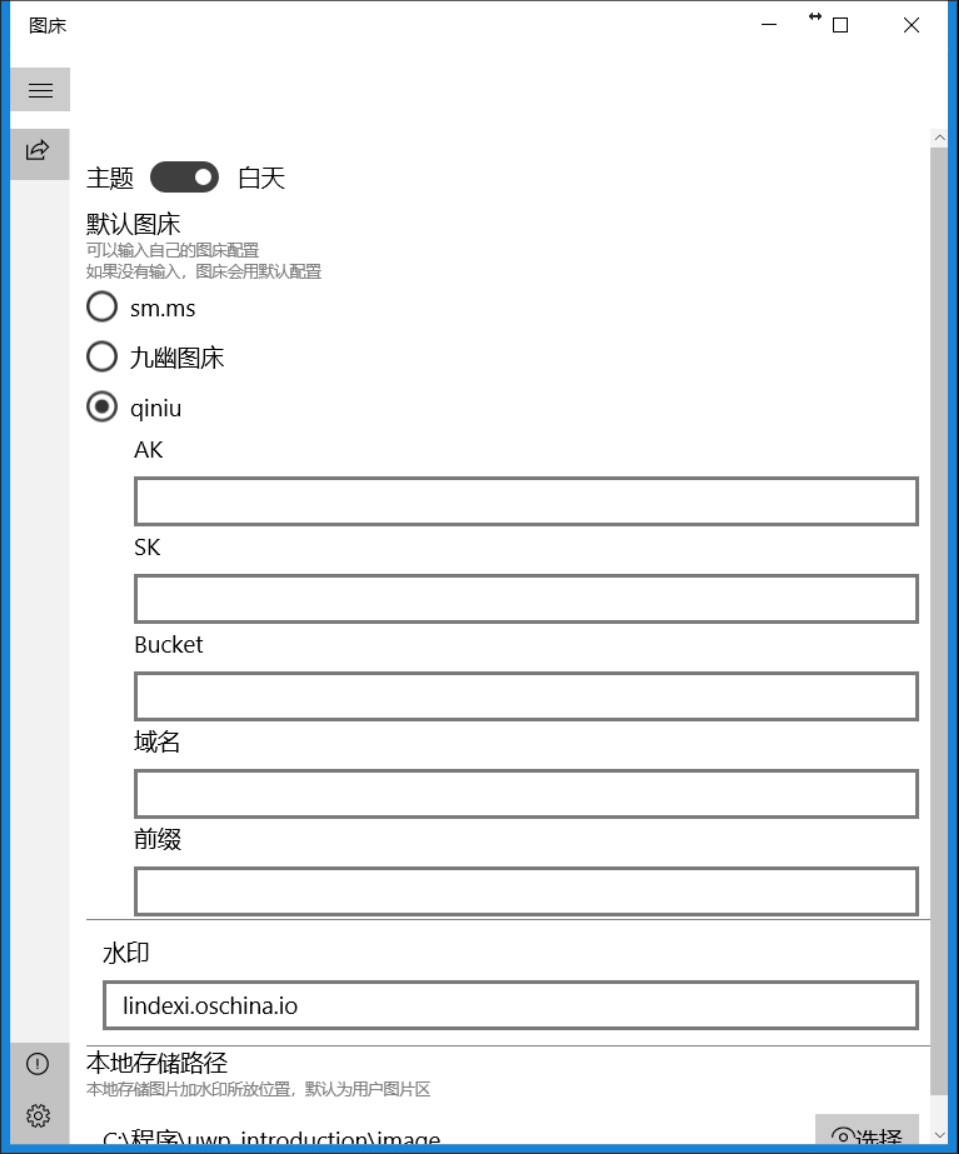 图床
主题 白天
默认图床
可以输入自己的图床配置
如果没有输入，图床会用默认配置
sm.ms
九幽图床
qiniu
AK
SK
Bucket
域名
前缀
水印
lindexi.oschina.io
本地存储路径
本地存储图片加水印所放位置，默认为用户图片区
C:\程序\uwp_introduction\image
选择